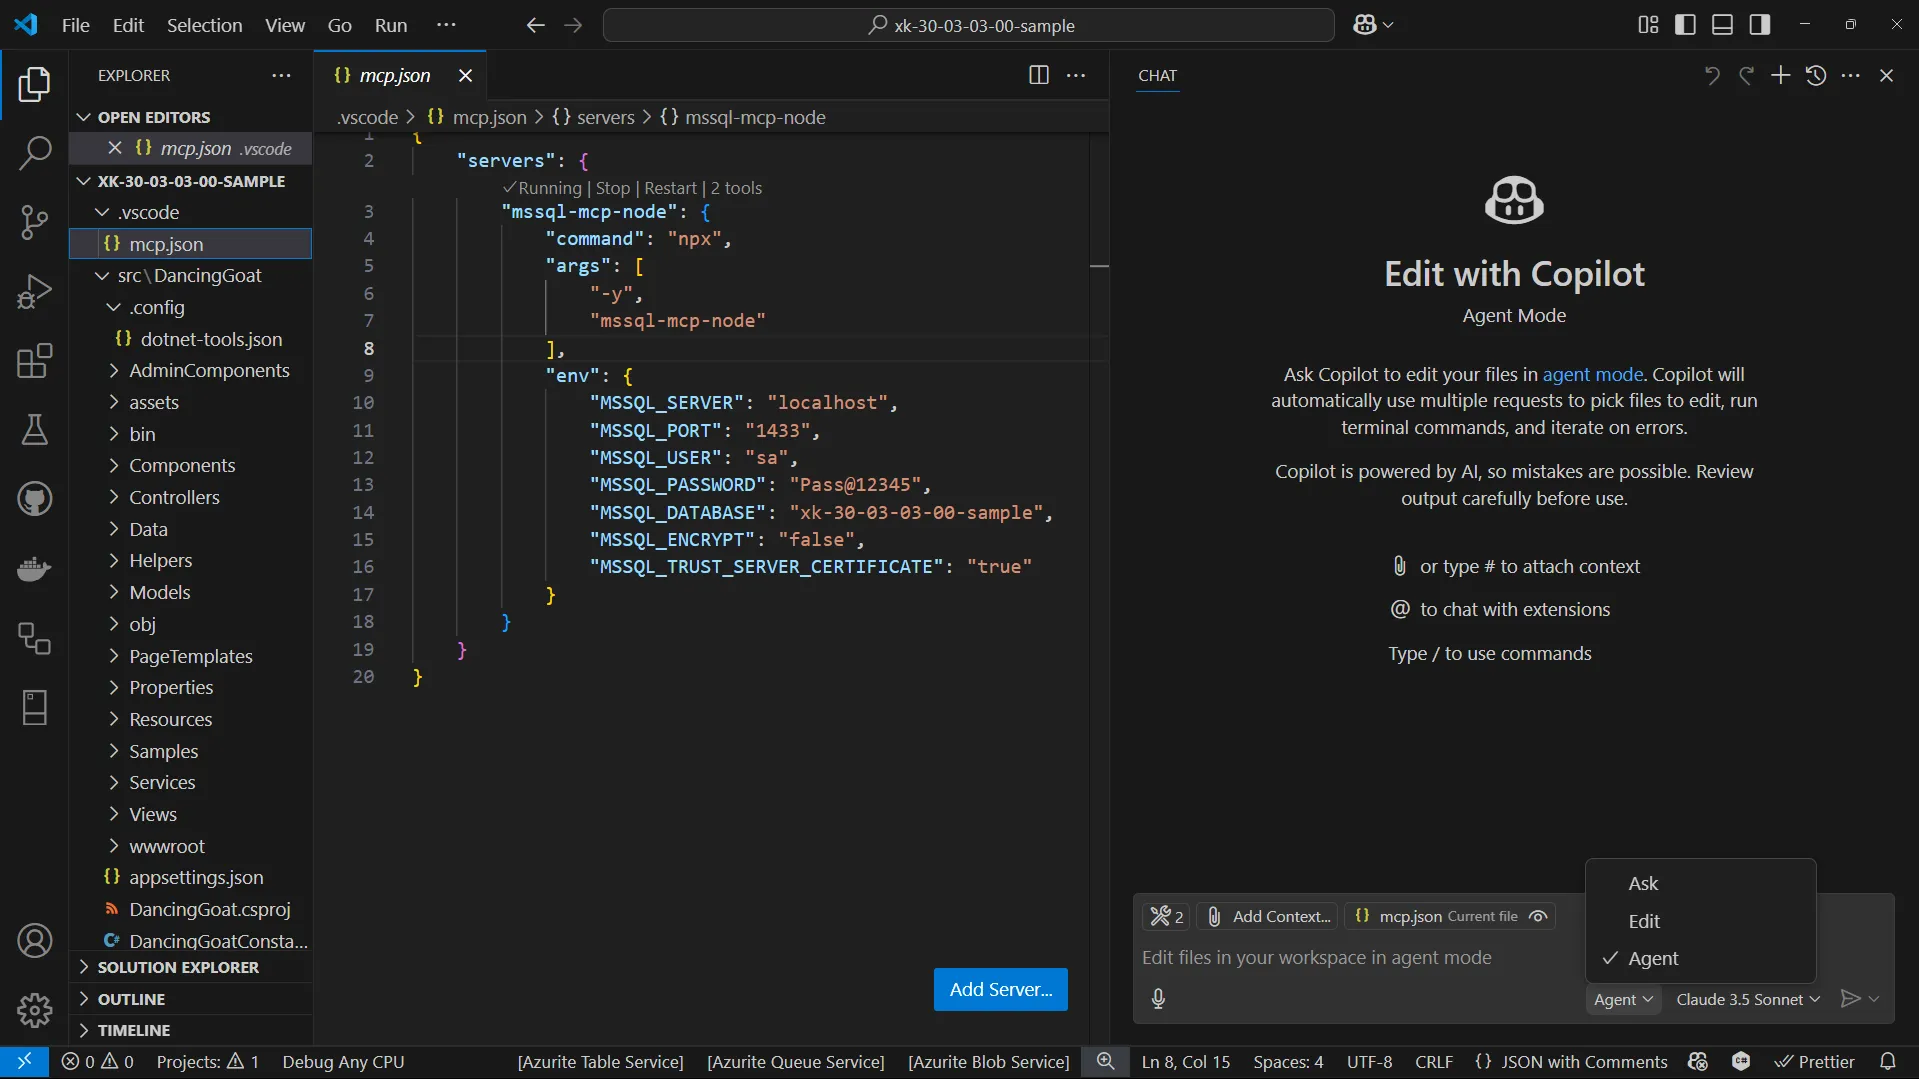 File Edit Selection View Go Run ···
xk-30-03-03-00-sample
EXPLORER
OPEN EDITORS
mcp.json .vscode
XK-30-03-03-00-SAMPLE
.vscode
mcp.json
src\DancingGoat
.config
dotnet-tools.json
AdminComponents
assets
bin
Components
Controllers
Data
Helpers
Models
obj
PageTemplates
Properties
Resources
Samples
Services
Views
wwwroot
appsettings.json
DancingGoat.csproj
DancingGoatConsta...
SOLUTION EXPLORER
OUTLINE
TIMELINE
{} mcp.json
.vscode > {} mcp.json > {} servers > {} mssql-mcp-node
1 {
2 "servers": {
✓Running | Stop | Restart | 2 tools
3 "mssql-mcp-node": {
4 "command": "npx",
5 "args": [
6 "-y",
7 "mssql-mcp-node"
8 ],
9 "env": {
10 "MSSQL_SERVER": "localhost",
11 "MSSQL_PORT": "1433",
12 "MSSQL_USER": "sa",
13 "MSSQL_PASSWORD": "Pass@12345",
14 "MSSQL_DATABASE": "xk-30-03-03-00-sample",
15 "MSSQL_ENCRYPT": "false",
16 "MSSQL_TRUST_SERVER_CERTIFICATE": "true"
17 }
18 }
19 }
20 }
Add Server...
CHAT
Edit with Copilot
Agent Mode
Ask Copilot to edit your files in agent mode. Copilot will
automatically use multiple requests to pick files to edit, run
terminal commands, and iterate on errors.
Copilot is powered by AI, so mistakes are possible. Review
output carefully before use.
or type # to attach context
@ to chat with extensions
Type / to use commands
Ask
Edit
✓ Agent
2 Add Context... {} mcp.json Current file
Edit files in your workspace in agent mode
Agent Claude 3.5 Sonnet
0 0 Projects: 1 Debug Any CPU [Azurite Table Service] [Azurite Queue Service] [Azurite Blob Service] Ln 8, Col 15 Spaces: 4 UTF-8 CRLF {} JSON with Comments Prettier